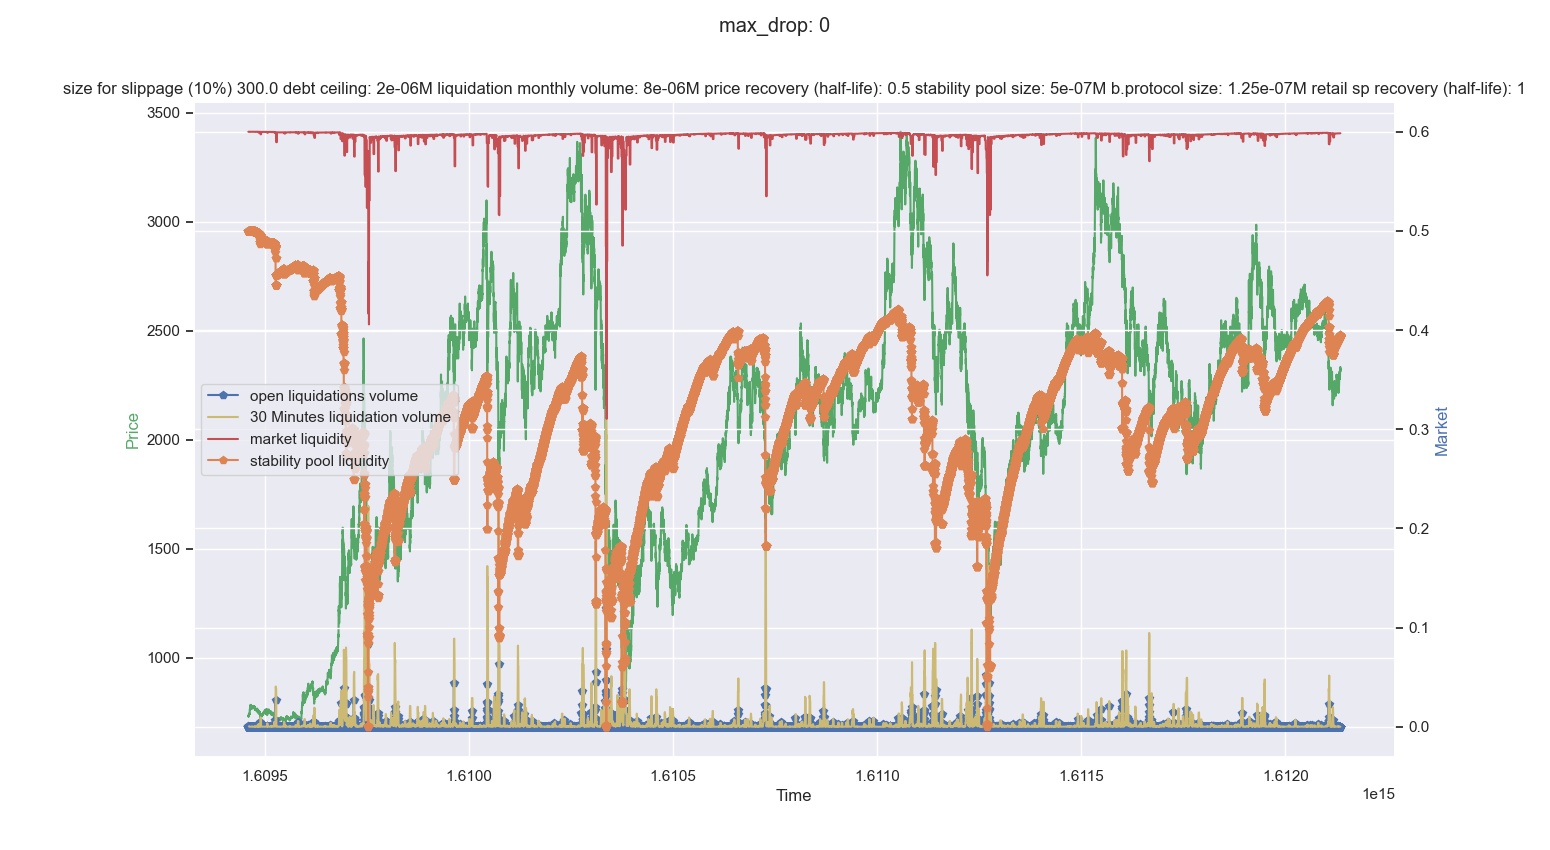 max_drop: 0
size for slippage (10%) 300.0 debt ceiling: 2e-06M liquidation monthly volume: 8e-06M price recovery (half-life): 0.5 stability pool size: 5e-07M b.protocol size: 1.25e-07M retail sp recovery (half-life): 1
3500
3000
2500
2000
1500
1000
Price
0.6
0.5
0.4
0.3
0.2
0.1
0.0
Market
open liquidations volume
30 Minutes liquidation volume
market liquidity
stability pool liquidity
1.6095 1.6100 1.6105 1.6110 1.6115 1.6120
Time
1e15